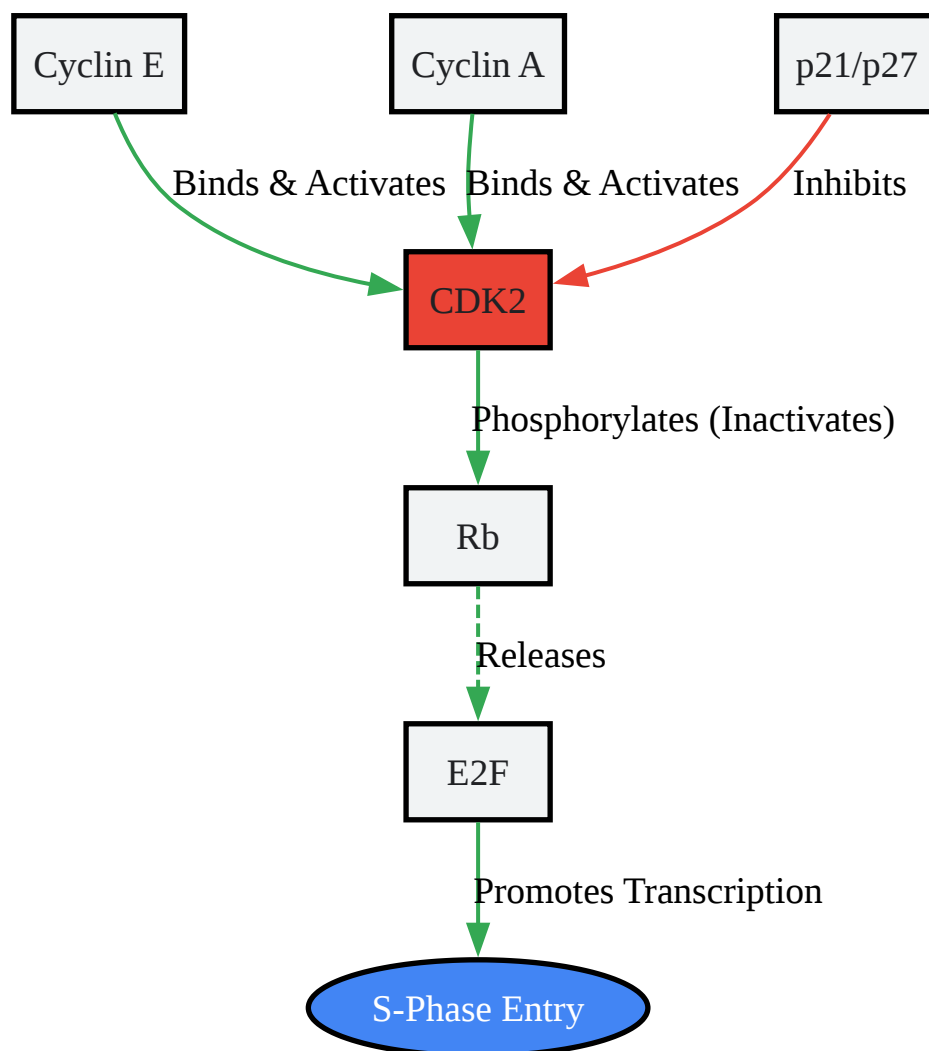 Cyclin E
Cyclin A
p21/p27
Binds & Activates
Binds & Activates
Inhibits
CDK2
Phosphorylates (Inactivates)
Rb
Releases
E2F
Promotes Transcription
S-Phase Entry